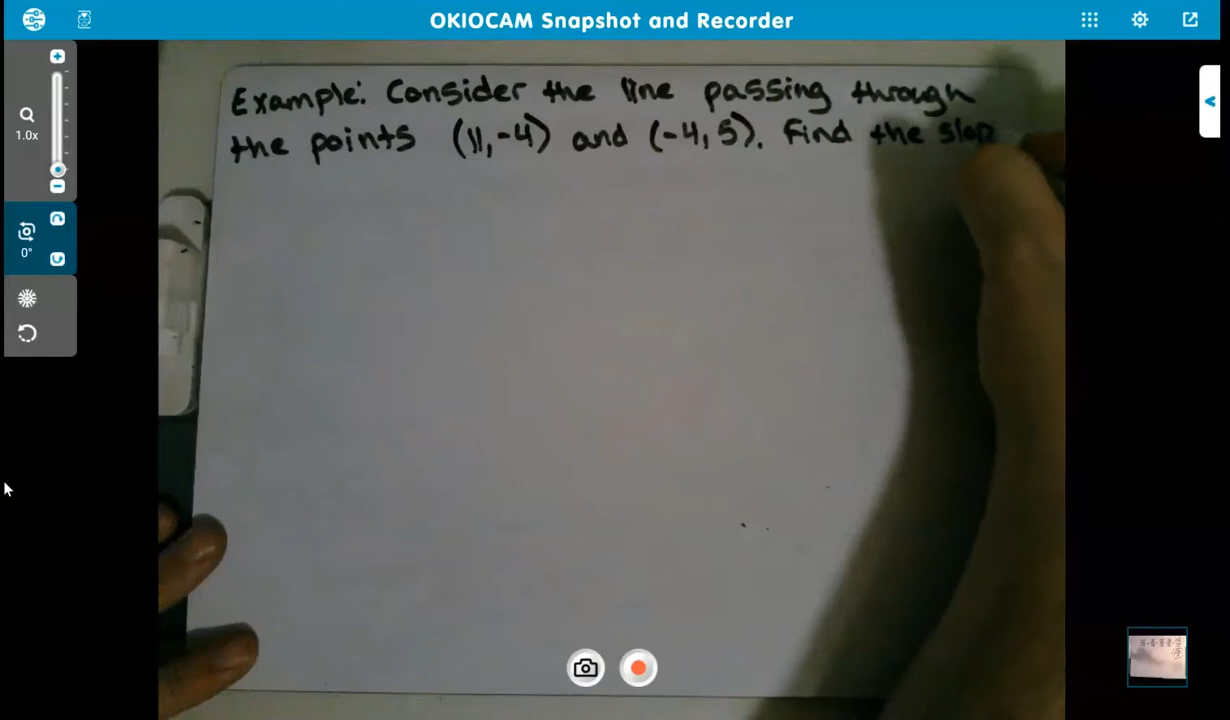 OKIOCAM Snapshot and Recorder
1.0x
0°
Example: Consider the line passing through
the points (11,-4) and (-4,5). Find the slop